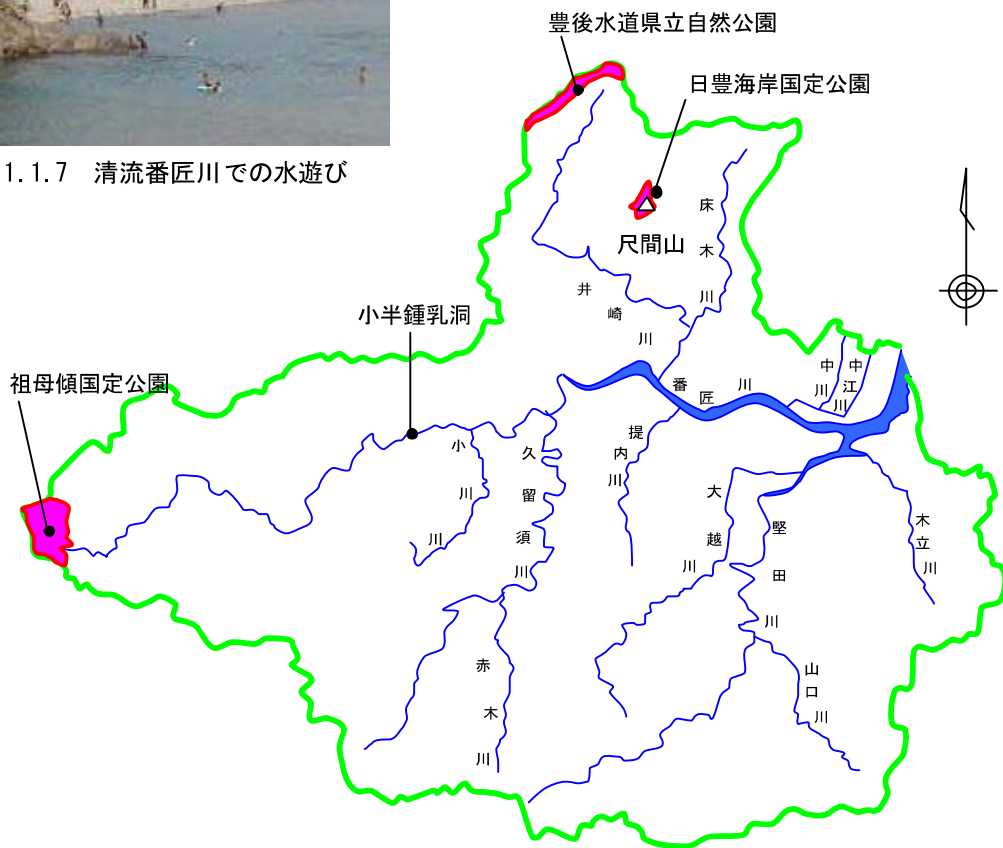 1.1.7 清流番匠川での水遊び
豊後水道県立自然公園
日豊海岸国定公園
尺間山
床木川
井崎川
小半鍾乳洞
祖母傾国定公園
番匠川
中川
中江川
小川川
久留須川
提内川
大越川
堅田川
木立川
赤木川
山口川